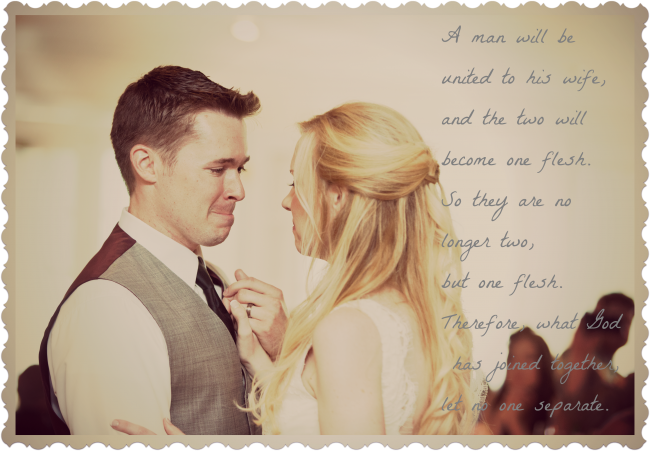 A man will be
united to his wife,
and the two will
become one flesh.
So they are no
longer two,
but one flesh.
Therefore, what God
has joined together,
let no one separate.